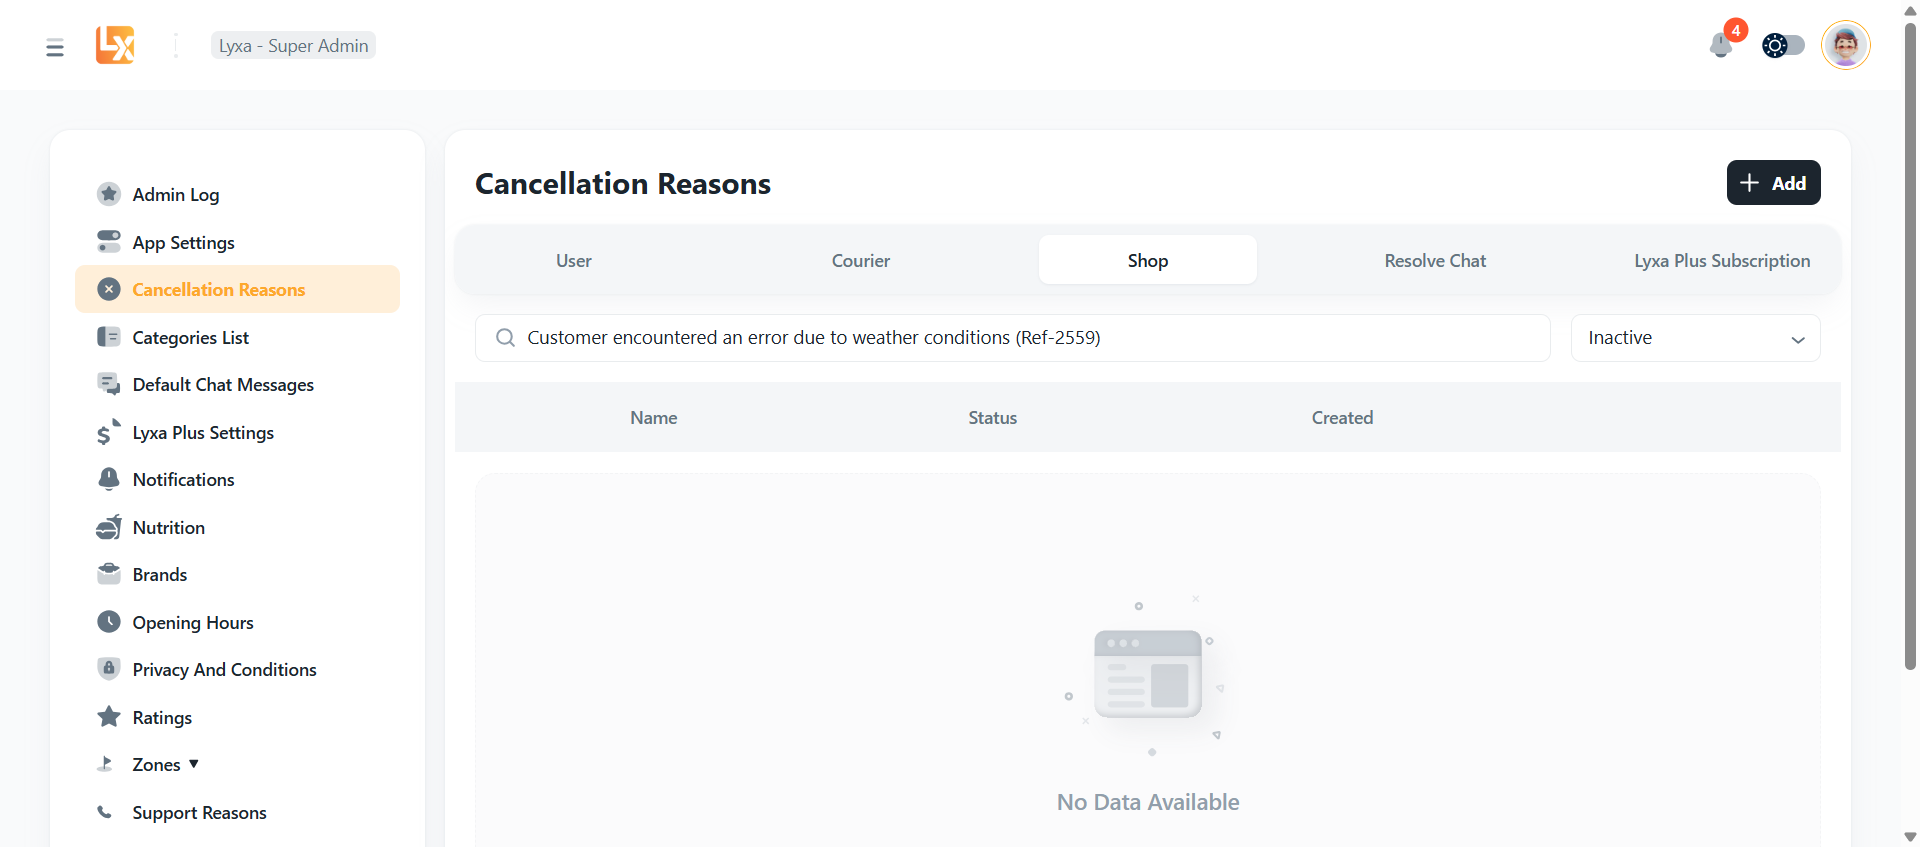 LX
Lyxa - Super Admin
4
Admin Log
App Settings
Cancellation Reasons
Categories List
Default Chat Messages
Lyxa Plus Settings
Notifications
Nutrition
Brands
Opening Hours
Privacy And Conditions
Ratings
Zones ▼
Support Reasons
Cancellation Reasons
+ Add
User
Courier
Shop
Resolve Chat
Lyxa Plus Subscription
Customer encountered an error due to weather conditions (Ref-2559)
Inactive
Name
Status
Created
No Data Available